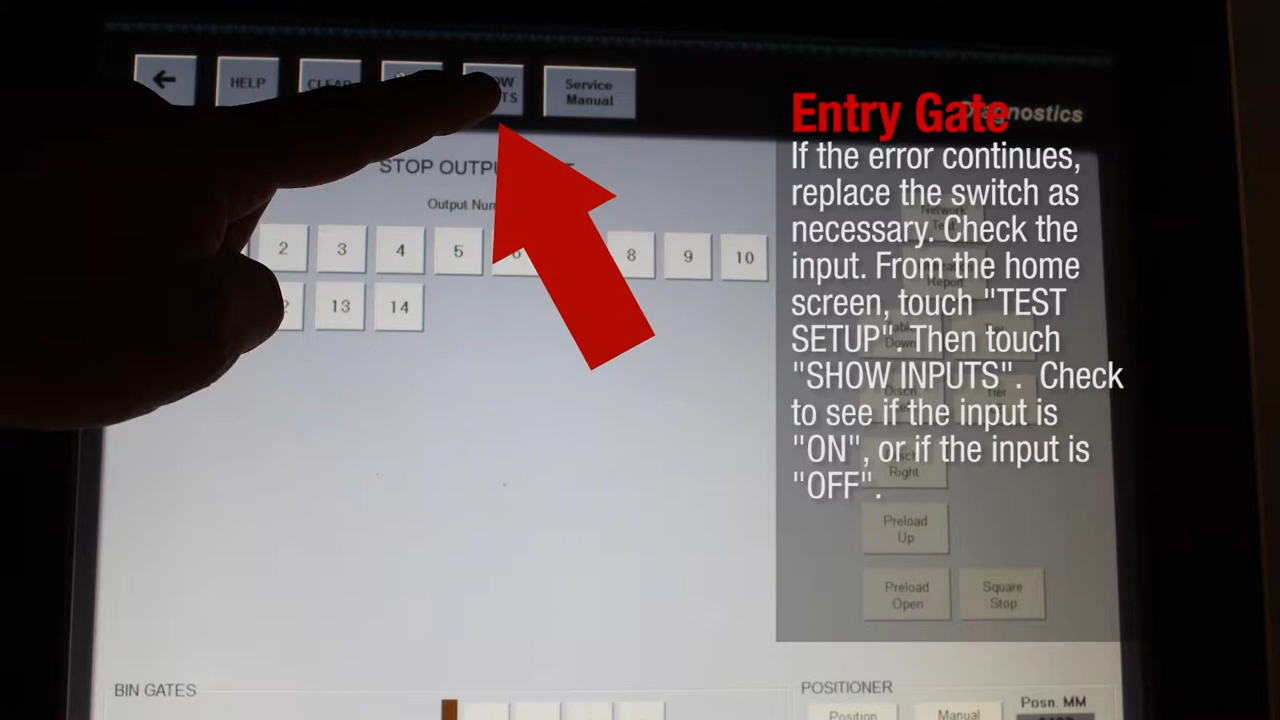 HELP
Service
Manual
Diagnostics
Entry Gate
If the error continues,
replace the switch as
necessary. Check the
input. From the home
screen, touch "TEST
SETUP". Then touch
"SHOW INPUTS". Check
to see if the input is
"ON", or if the input is
"OFF".
STOP
2 3 4 5 6 8 9 10
13 14
Right
Preload
Up
Preload
Open
Square
Stop
BIN GATES
POSITIONER
Position
Manual
Posn. MM